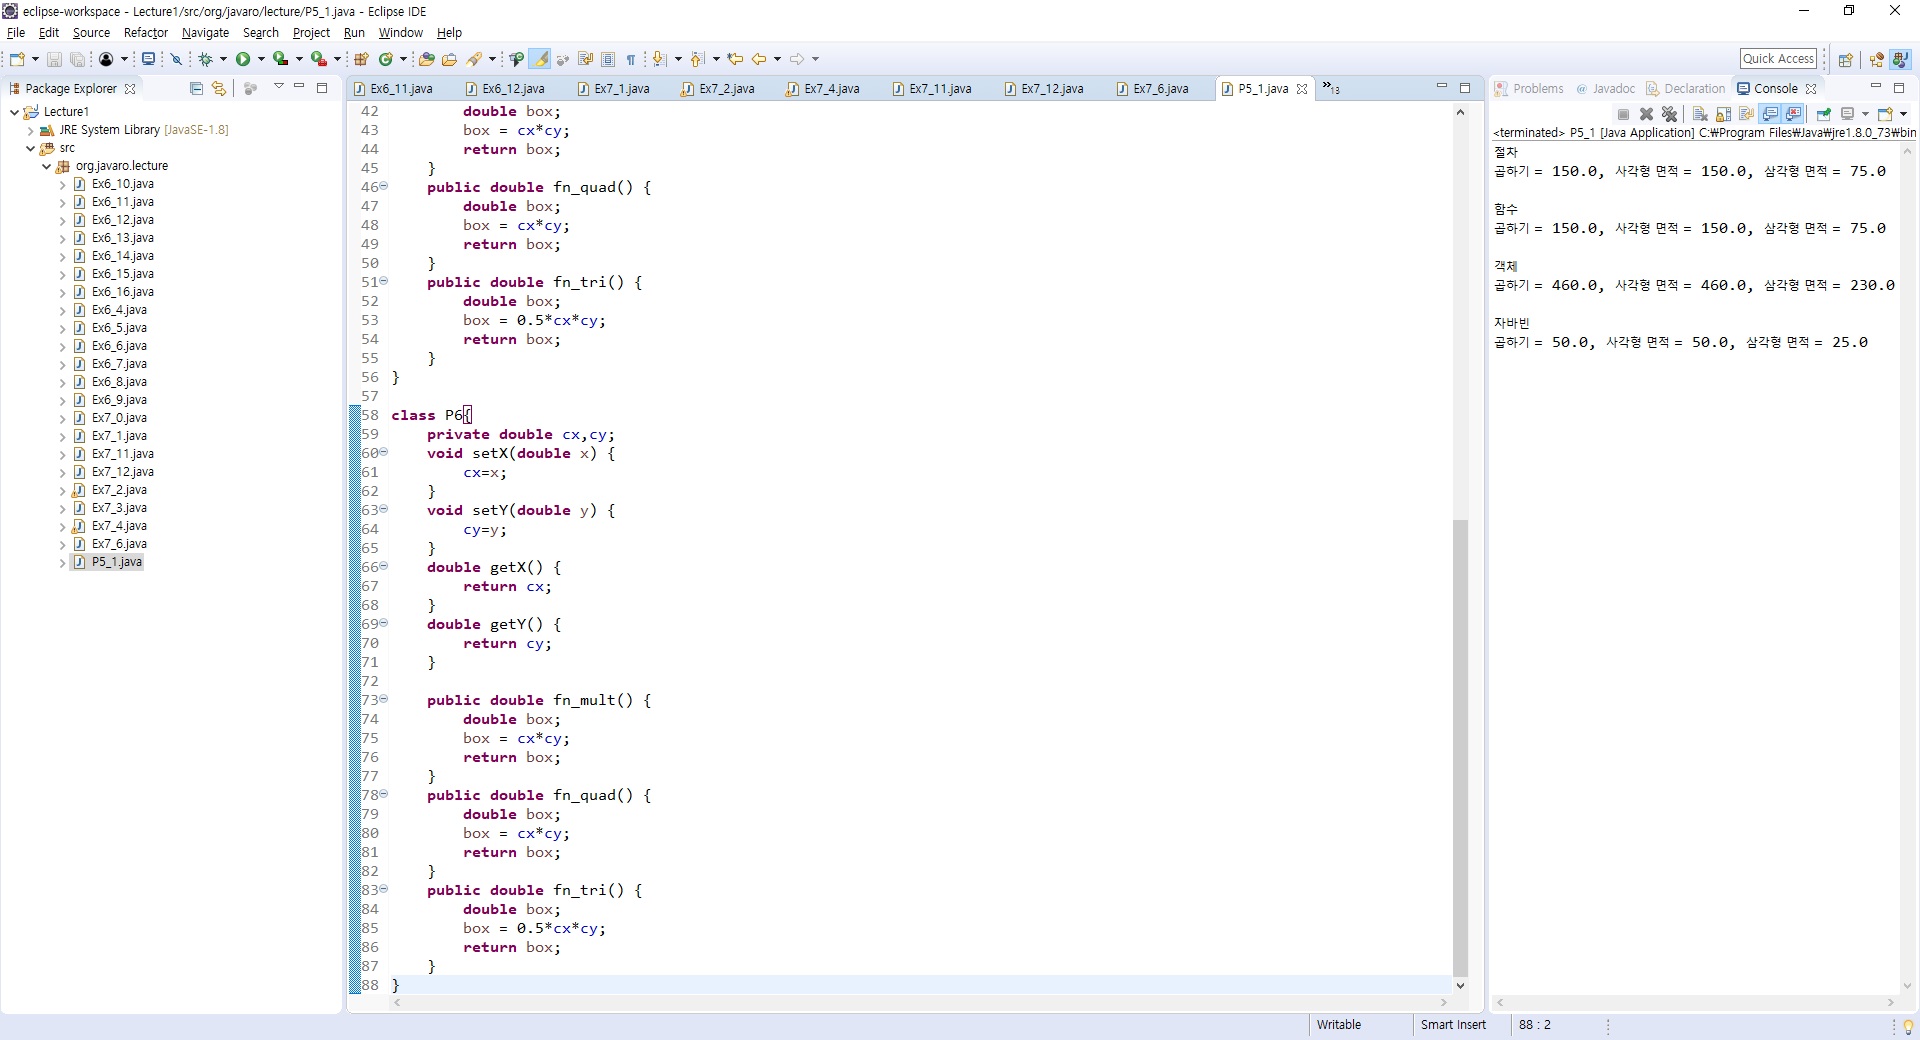 eclipse-workspace - Lecture1/src/org/javaro/lecture/P5_1.java - Eclipse IDE
File Edit Source Refactor Navigate Search Project Run Window Help
Quick Access
Package Explorer
Lecture1
JRE System Library [JavaSE-1.8]
src
org.javaro.lecture
Ex6_10.java
Ex6_11.java
Ex6_12.java
Ex6_13.java
Ex6_14.java
Ex6_15.java
Ex6_16.java
Ex6_4.java
Ex6_5.java
Ex6_6.java
Ex6_7.java
Ex6_8.java
Ex6_9.java
Ex7_0.java
Ex7_1.java
Ex7_11.java
Ex7_12.java
Ex7_2.java
Ex7_3.java
Ex7_4.java
Ex7_6.java
P5_1.java
Ex6_11.java Ex6_12.java Ex7_1.java Ex7_2.java Ex7_4.java Ex7_11.java Ex7_12.java Ex7_6.java P5_1.java »13
42 double box;
43 box = cx*cy;
44 return box;
45 }
46 public double fn_quad() {
47 double box;
48 box = cx*cy;
49 return box;
50 }
51 public double fn_tri() {
52 double box;
53 box = 0.5*cx*cy;
54 return box;
55 }
56 }
57
58 class P6{
59 private double cx,cy;
60 void setX(double x) {
61 cx=x;
62 }
63 void setY(double y) {
64 cy=y;
65 }
66 double getX() {
67 return cx;
68 }
69 double getY() {
70 return cy;
71 }
72
73 public double fn_mult() {
74 double box;
75 box = cx*cy;
76 return box;
77 }
78 public double fn_quad() {
79 double box;
80 box = cx*cy;
81 return box;
82 }
83 public double fn_tri() {
84 double box;
85 box = 0.5*cx*cy;
86 return box;
87 }
88 }
Problems @ Javadoc Declaration Console
<terminated> P5_1 [Java Application] C:₩Program Files₩Java₩jre1.8.0_73₩bin
절차
곱하기 = 150.0, 사각형 면적 = 150.0, 삼각형 면적 = 75.0
함수
곱하기 = 150.0, 사각형 면적 = 150.0, 삼각형 면적 = 75.0
객체
곱하기 = 460.0, 사각형 면적 = 460.0, 삼각형 면적 = 230.0
자바빈
곱하기 = 50.0, 사각형 면적 = 50.0, 삼각형 면적 = 25.0
Writable Smart Insert 88 : 2